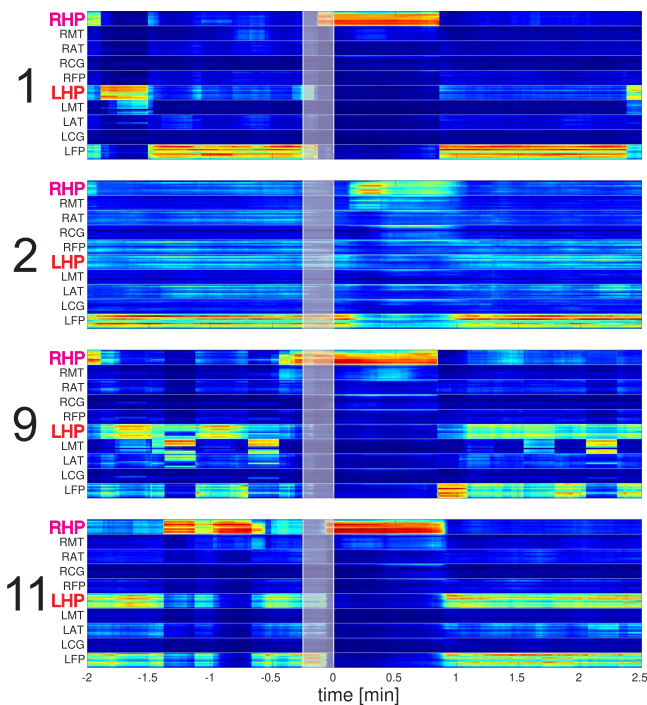 1
RHP
RMT
RAT
RCG
RFP
LHP
LMT
LAT
LCG
LFP
2
RHP
RMT
RAT
RCG
RFP
LHP
LMT
LAT
LCG
LFP
9
RHP
RMT
RAT
RCG
RFP
LHP
LMT
LAT
LCG
LFP
11
RHP
RMT
RAT
RCG
RFP
LHP
LMT
LAT
LCG
LFP
-2 -1.5 -1 -0.5 0 0.5 1 1.5 2 2.5
time [min]